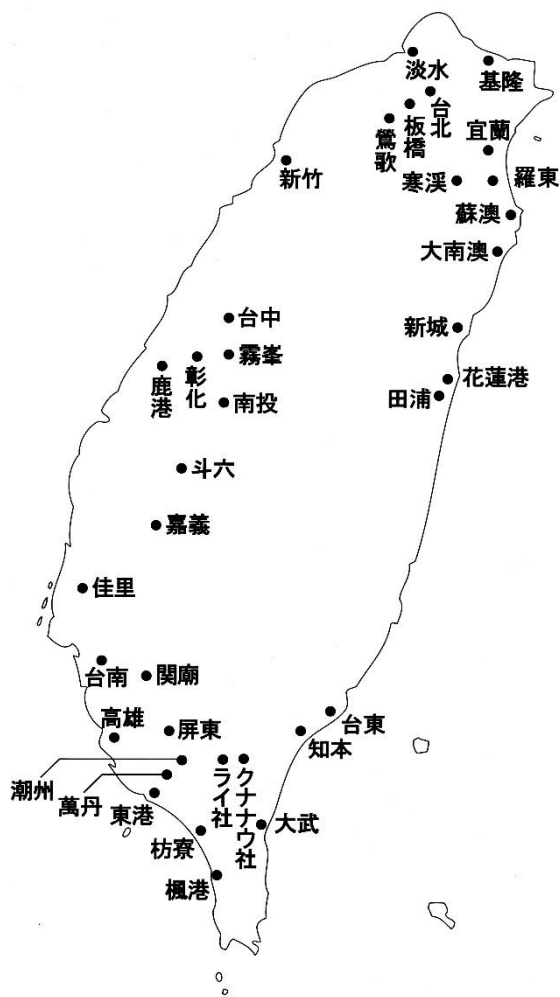 淡水
基隆
台北
板橋
鶯歌
宜蘭
新竹
寒渓
羅東
蘇澳
大南澳
台中
新城
霧峯
彰化
鹿港
花蓮港
田浦
南投
斗六
嘉義
佳里
台南
関廟
高雄
屏東
台東
知本
潮州
萬丹
東港
ライ社
クナナウ社
大武
枋寮
楓港